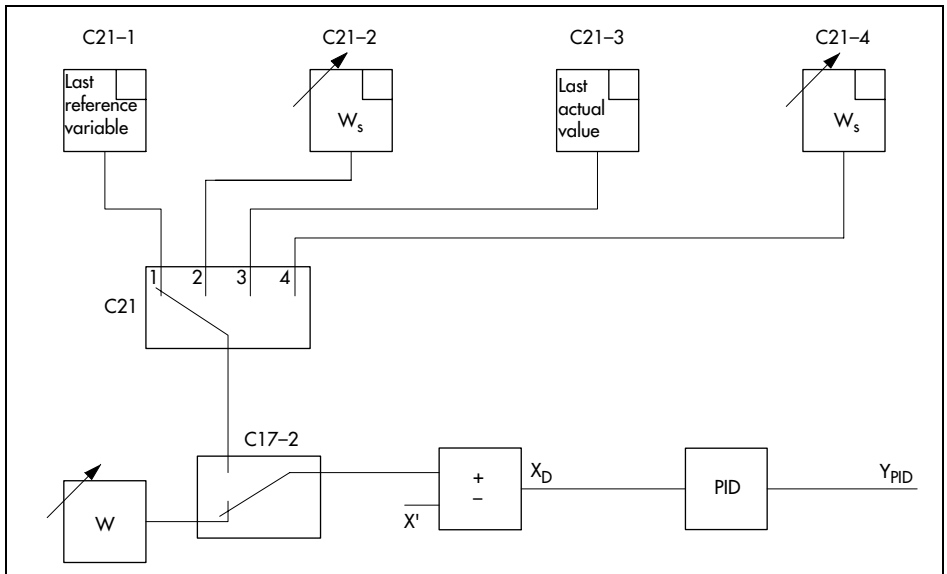 C21–1
C21–2
C21–3
C21–4
Last
reference
variable
Ws
Last
actual
value
Ws
1 2 3 4
C21
C17–2
W
+
–
X'
XD
PID
YPID